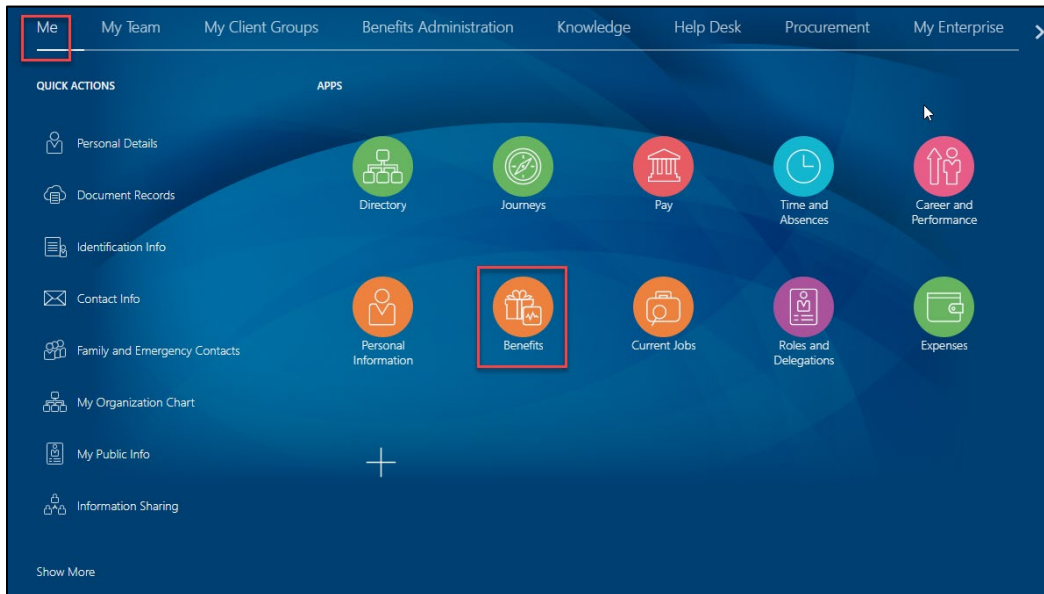 Me My Team My Client Groups Benefits Administration Knowledge Help Desk Procurement My Enterprise
QUICK ACTIONS
Personal Details
Document Records
Identification Info
Contact Info
Family and Emergency Contacts
My Organization Chart
My Public Info
Information Sharing
Show More
APPS
Directory
Journeys
Pay
Time and
Absences
Career and
Performance
Personal
Information
Benefits
Current Jobs
Roles and
Delegations
Expenses